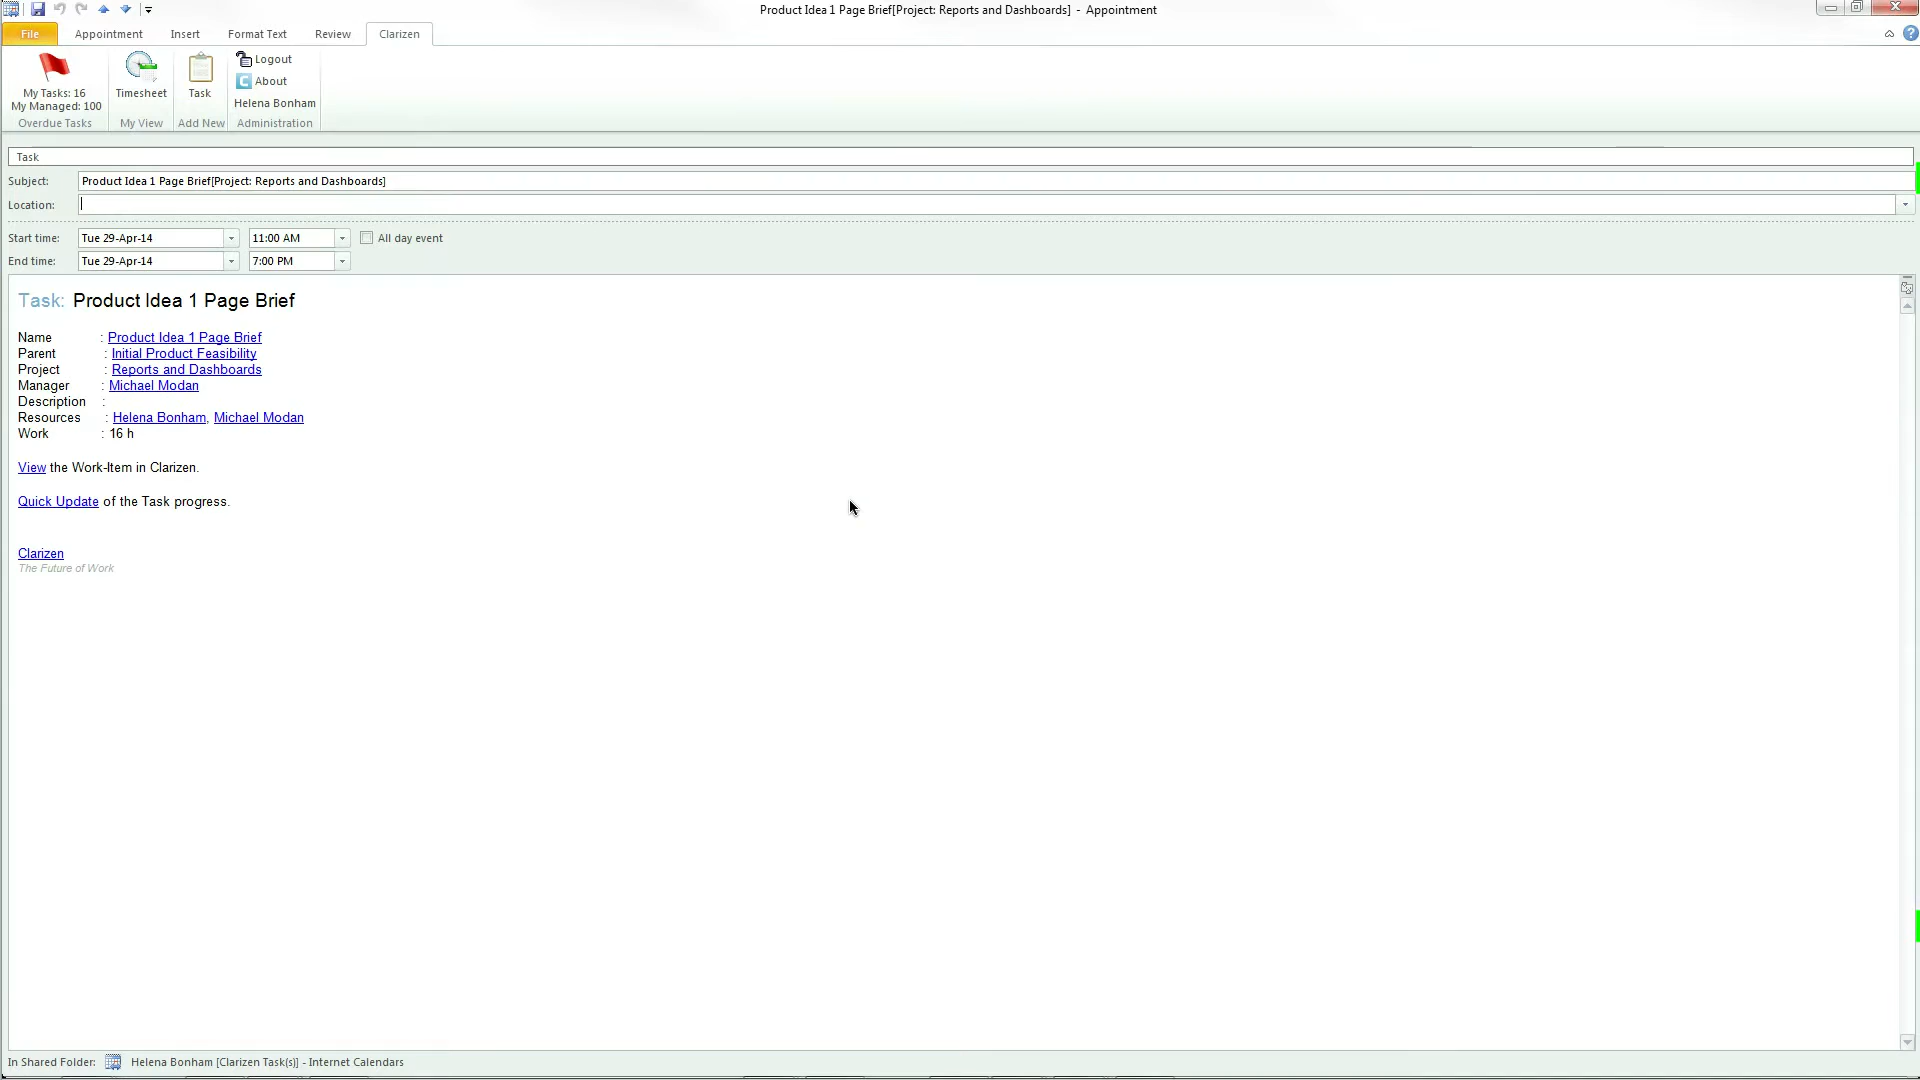 Product Idea 1 Page Brief[Project: Reports and Dashboards] - Appointment
File Appointment Insert Format Text Review Clarizen
My Tasks: 16
My Managed: 100
Overdue Tasks
Timesheet
My View
Task
Add New
Logout
About
Helena Bonham
Administration
Task
Subject: Product Idea 1 Page Brief[Project: Reports and Dashboards]
Location:
Start time: Tue 29-Apr-14 11:00 AM All day event
End time: Tue 29-Apr-14 7:00 PM
Task: Product Idea 1 Page Brief
Name : Product Idea 1 Page Brief
Parent : Initial Product Feasibility
Project : Reports and Dashboards
Manager : Michael Modan
Description :
Resources : Helena Bonham, Michael Modan
Work : 16 h
View the Work-Item in Clarizen.
Quick Update of the Task progress.
Clarizen
The Future of Work
In Shared Folder: Helena Bonham [Clarizen Task(s)] - Internet Calendars